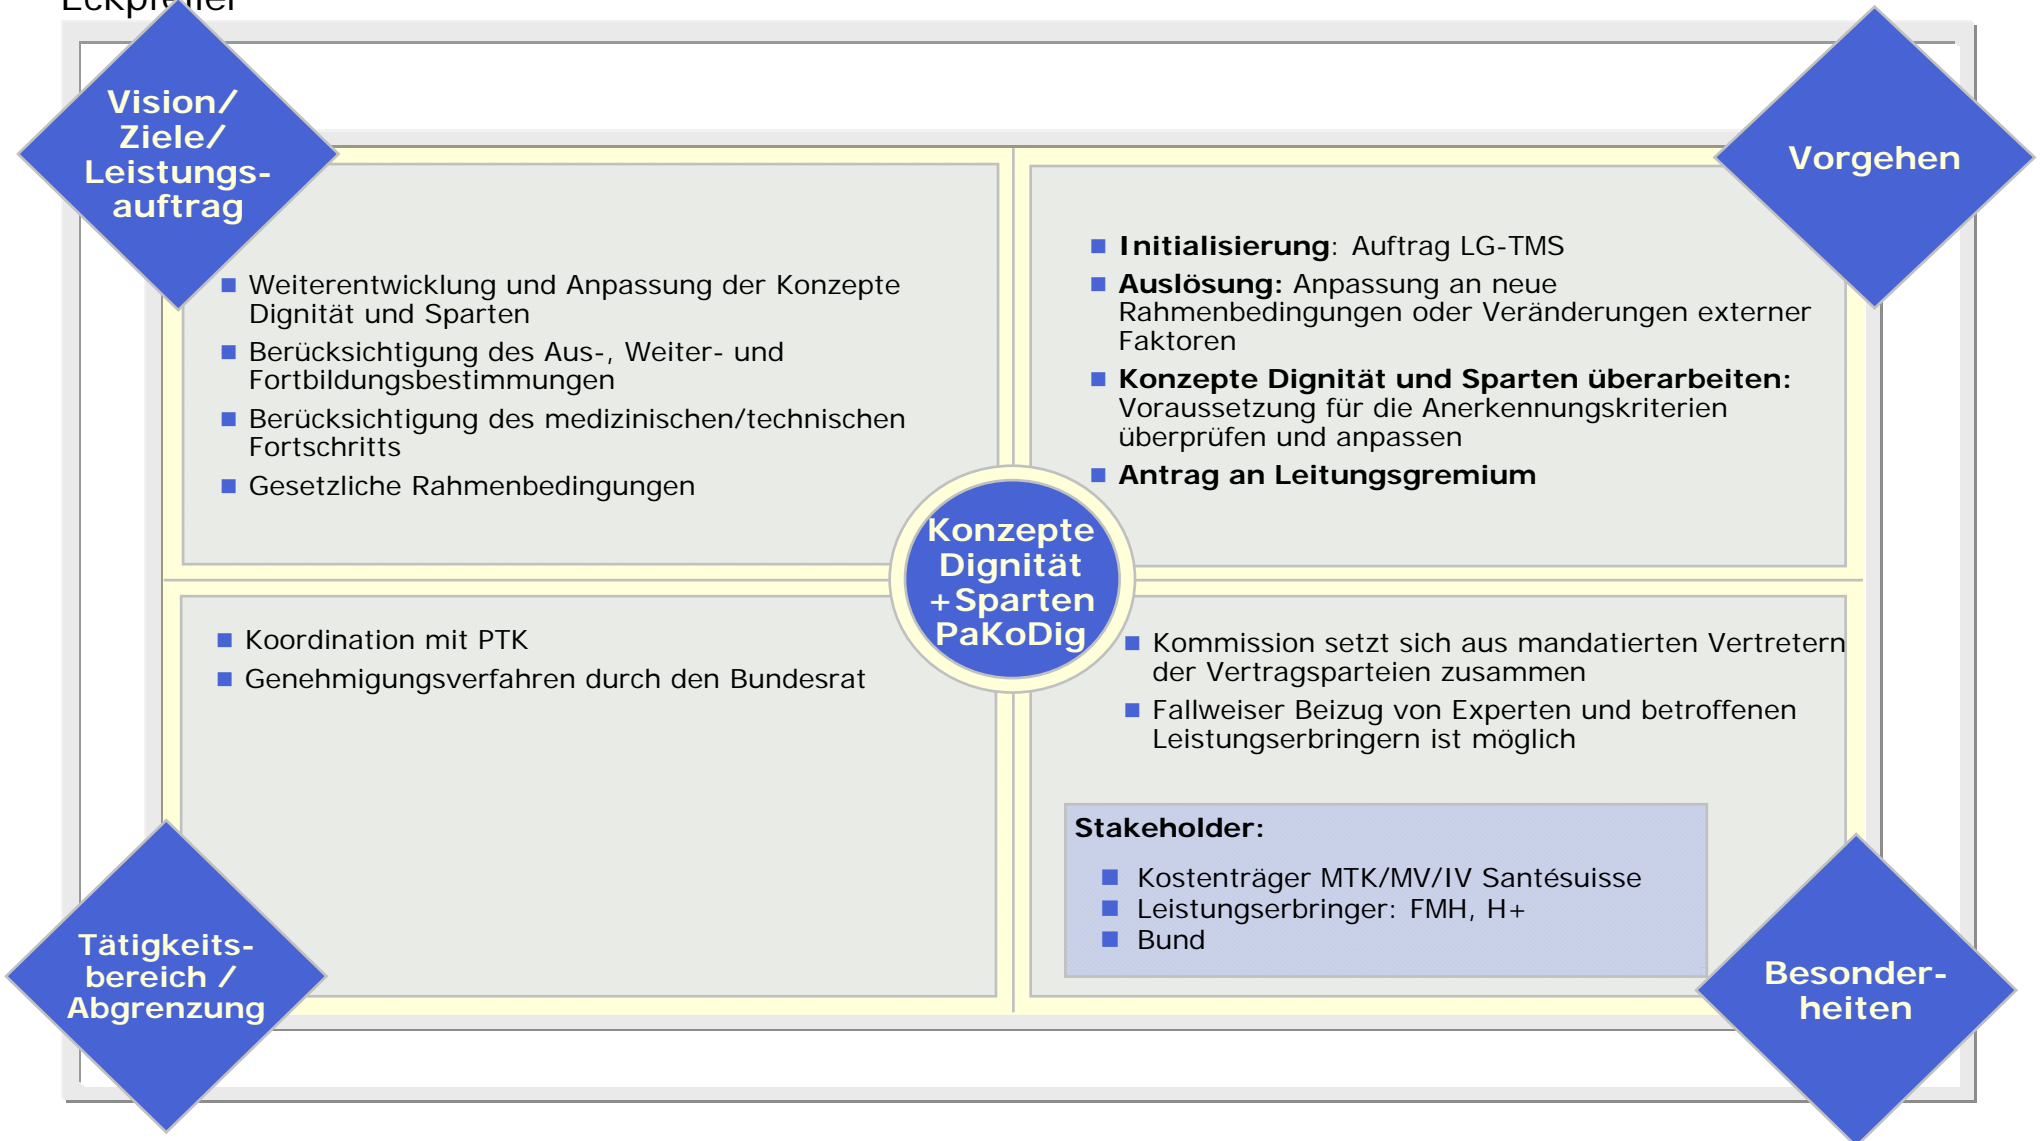 Vision/
Ziele/
Leistungs-
auftrag
Vorgehen
Weiterentwicklung und Anpassung der Konzepte
Dignität und Sparten
Berücksichtigung des Aus-, Weiter- und
Fortbildungsbestimmungen
Berücksichtigung des medizinischen/technischen
Fortschritts
Gesetzliche Rahmenbedingungen
Initialisierung: Auftrag LG-TMS
Auslösung: Anpassung an neue
Rahmenbedingungen oder Veränderungen externer
Faktoren
Konzepte Dignität und Sparten überarbeiten:
Voraussetzung für die Anerkennungskriterien
überprüfen und anpassen
Antrag an Leitungsgremium
Konzepte
Dignität
+Sparten
PaKoDig
Koordination mit PTK
Genehmigungsverfahren durch den Bundesrat
Kommission setzt sich aus mandatierten Vertretern
der Vertragsparteien zusammen
Fallweiser Beizug von Experten und betroffenen
Leistungserbringern ist möglich
Stakeholder:
Kostenträger MTK/MV/IV Santésuisse
Leistungserbringer: FMH, H+
Bund
Tätigkeits-
bereich /
Abgrenzung
Besonder-
heiten